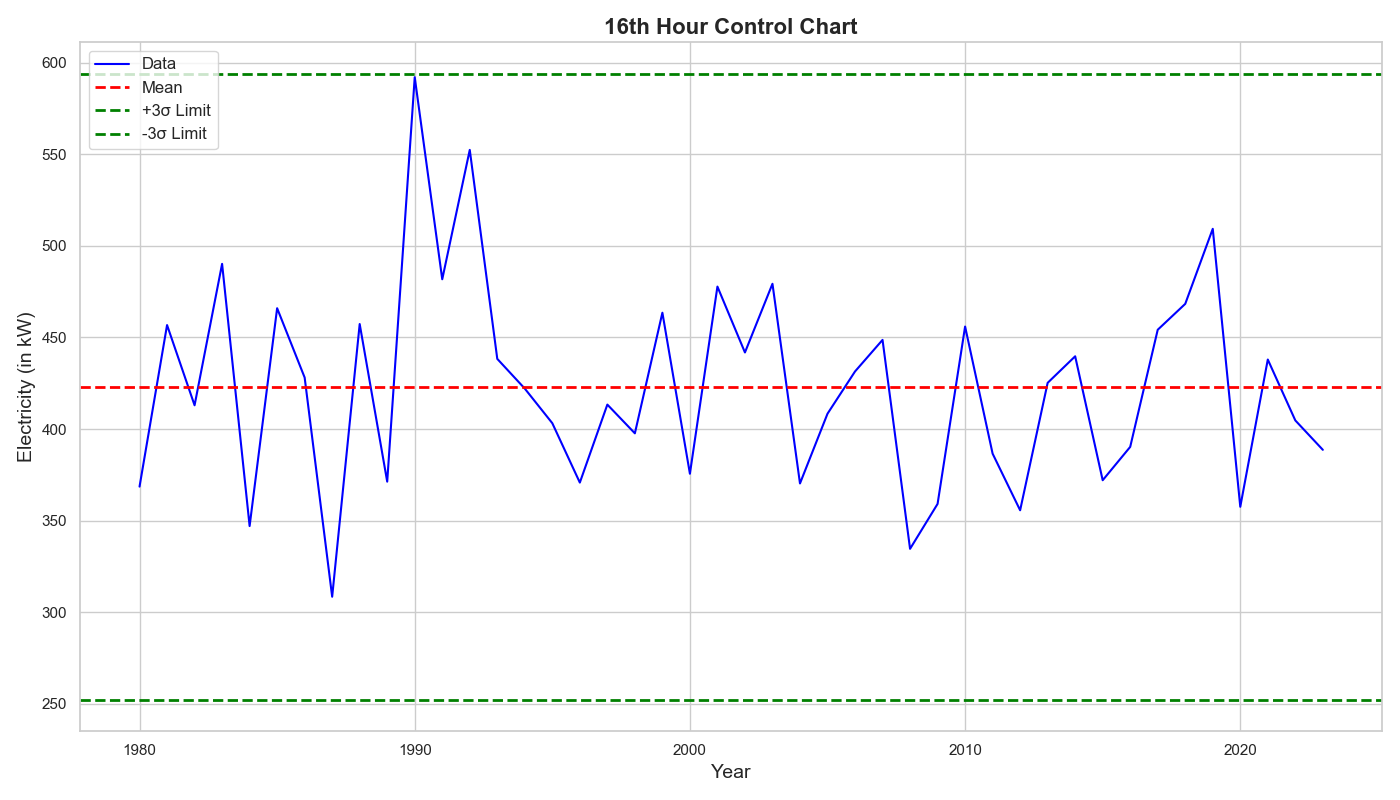 16th Hour Control Chart
Data
Mean
+3σ Limit
-3σ Limit
600
550
500
450
400
350
300
250
Electricity (in kW)
1980
1990
2000
2010
2020
Year